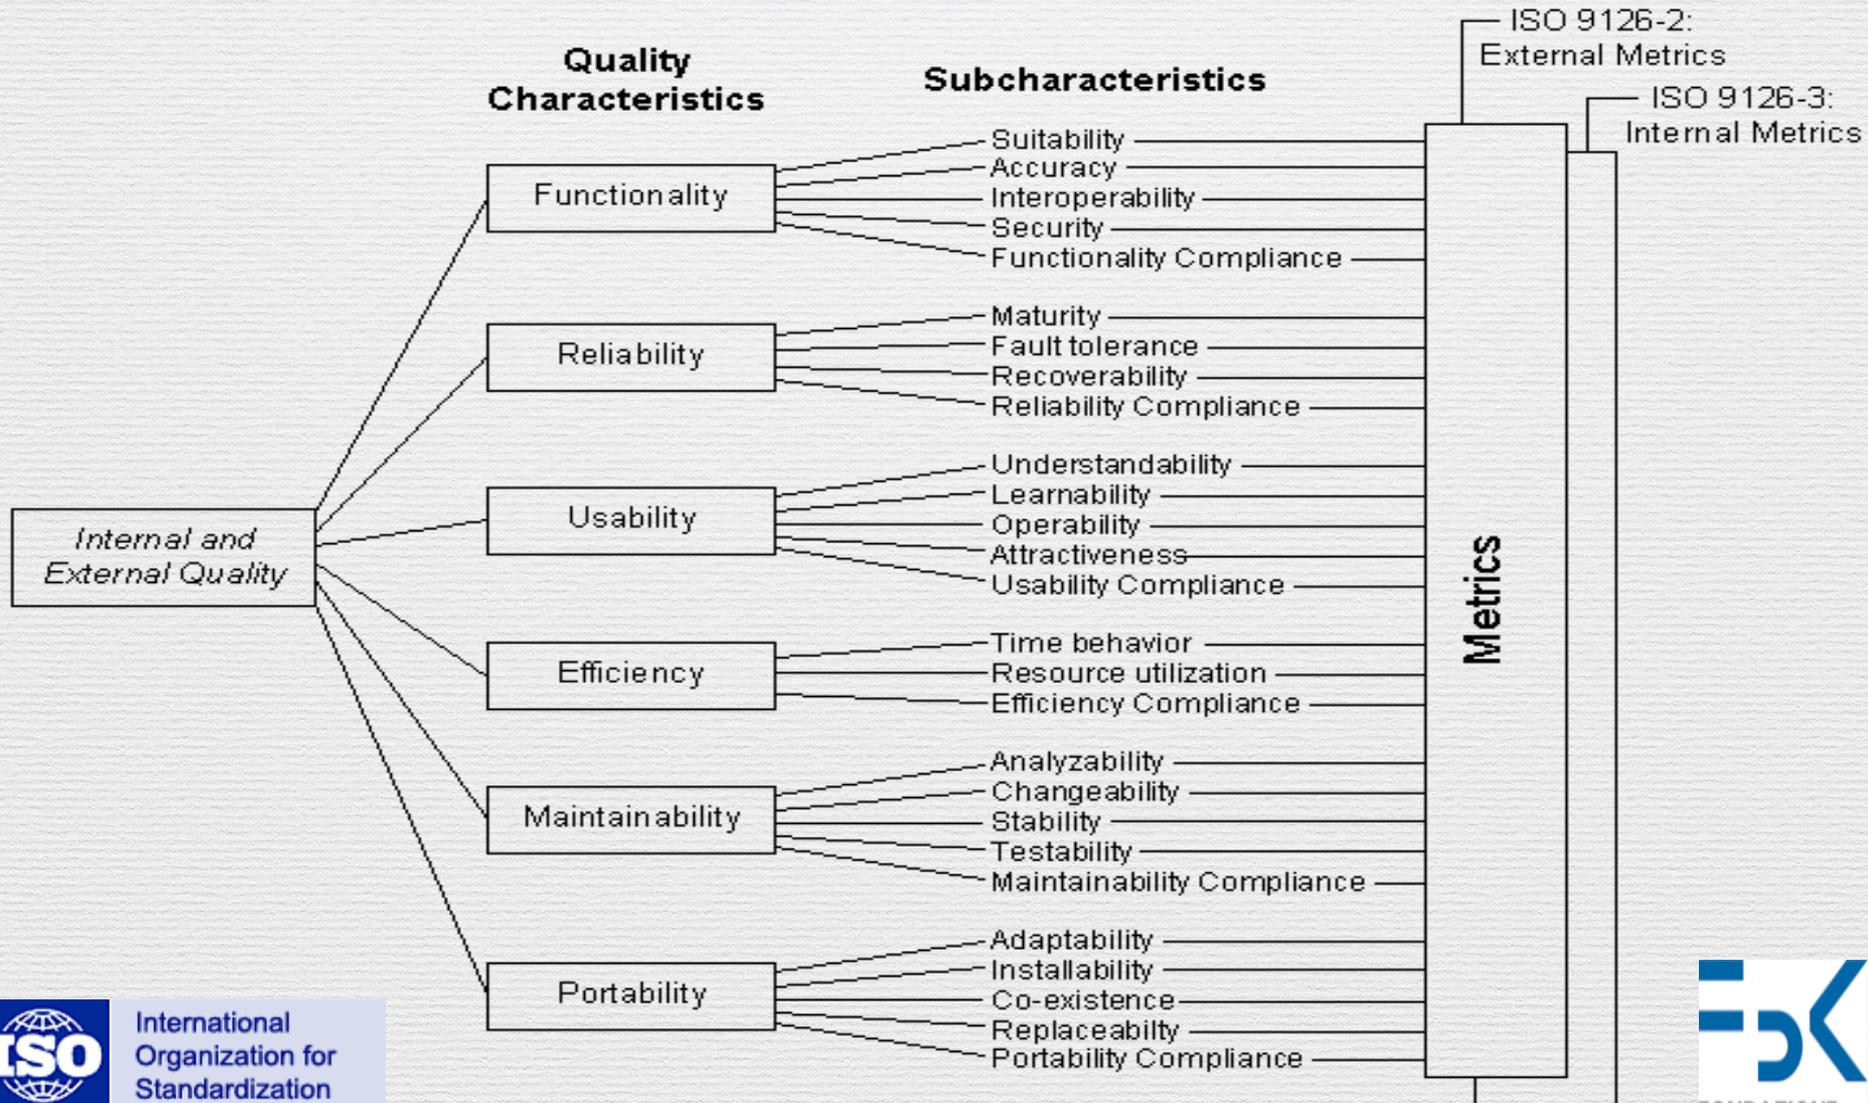 ISO 9126-2:
External Metrics
ISO 9126-3:
Internal Metrics
Quality
Characteristics
Subcharacteristics
Internal and
External Quality
Functionality
Suitability
Accuracy
Interoperability
Security
Functionality Compliance
Reliability
Maturity
Fault tolerance
Recoverability
Reliability Compliance
Usability
Understandability
Learnability
Operability
Attractiveness
Usability Compliance
Efficiency
Time behavior
Resource utilization
Efficiency Compliance
Maintainability
Analyzability
Changeability
Stability
Testability
Maintainability Compliance
Portability
Adaptability
Installability
Co-existence
Replaceabilty
Portability Compliance
Metrics
ISO
International
Organization for
Standardization
FBK